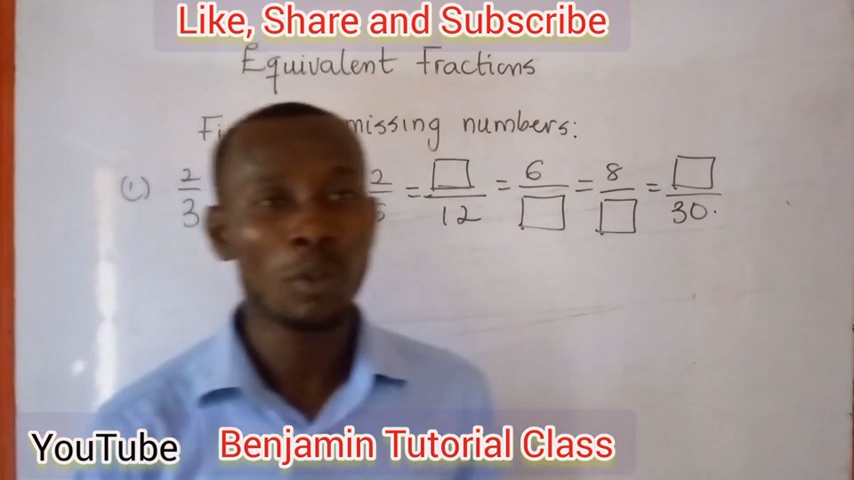 Like, Share and Subscribe
Equivalent Fractions
missing numbers:
(1) 2/3 2/ = □/12 = 6/□ = 8/□ = □/30.
YouTube Benjamin Tutorial Class